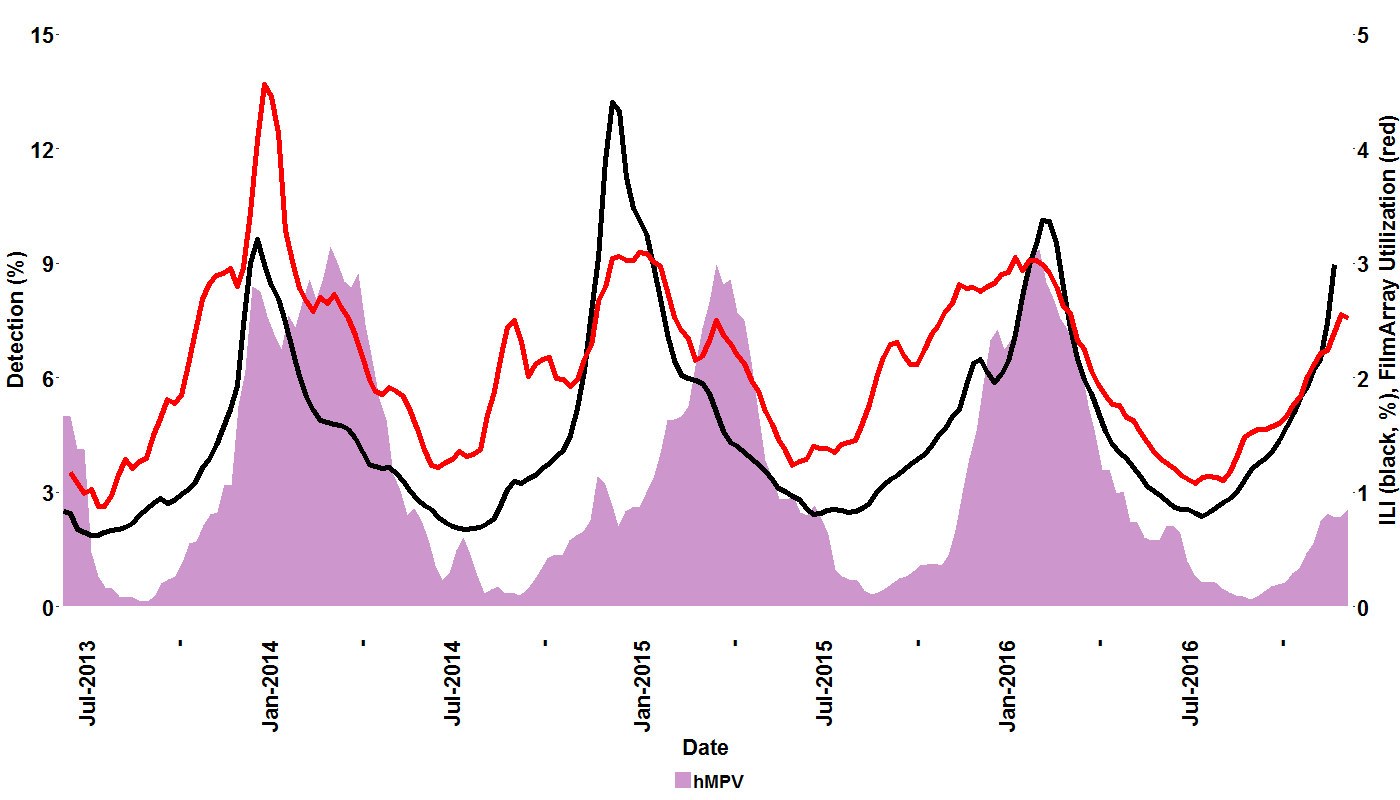 15
12
9
6
3
0
Detection (%)
5
4
3
2
1
0
ILI (black, %), FilmArray Utilization (red)
Jul-2013
-
Jan-2014
-
Jul-2014
-
Jan-2015
-
Jul-2015
-
Jan-2016
-
Jul-2016
-
Date
hMPV